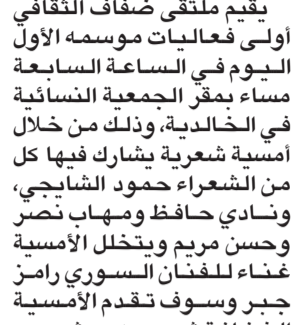 يقيم ملتقى ضفاف الثقافي
أولى فعاليات موسمه الأول
اليوم في الساعة السابعة
مساء بمقر الجمعية النسائية
في الخالدية، وذلك من خلال
أمسية شعرية يشارك فيها كل
من الشعراء حمود الشايجي،
ونادي حافظ ومهاب نصر
وحسن مريم ويتخلل الأمسية
غناء للفنان السوري رامز
جبر وسوف تقدم الأمسية